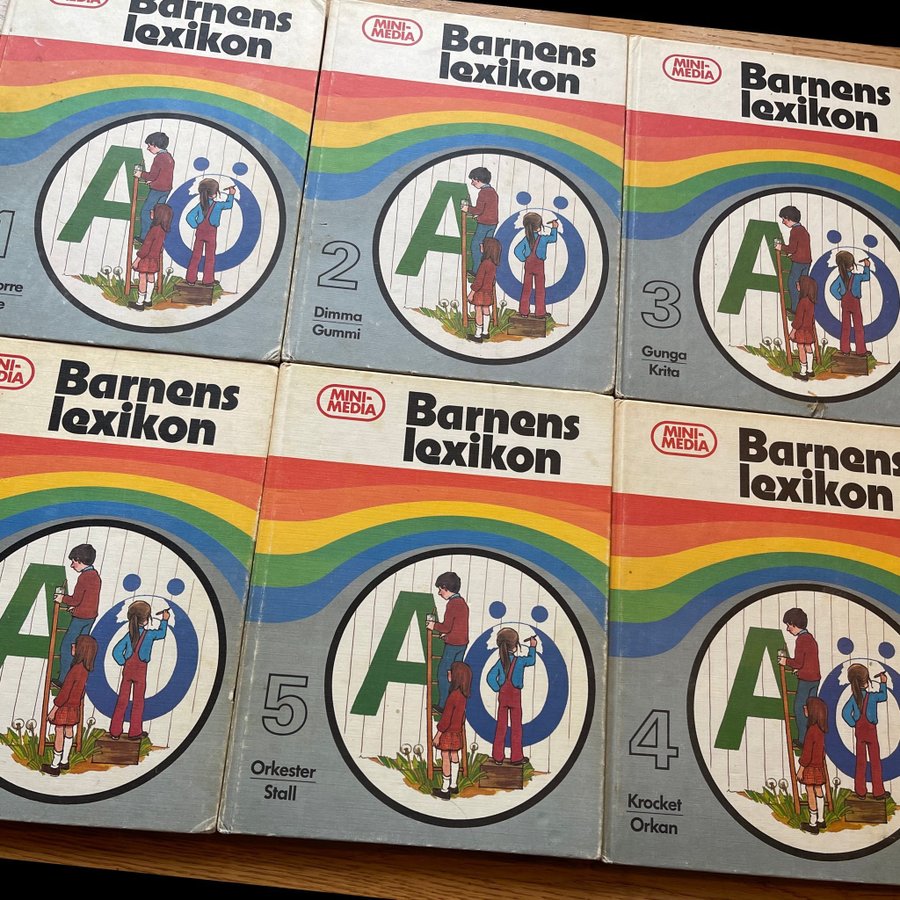 Barnens
lexikon
1
MINI-
MEDIA
Barnens
lexikon
A Ö
2
Dimma
Gummi
MINI-
MEDIA
Barnens
lexikon
A Ö
3
Gunga
Krita
Barnens
lexikon
A Ö
MINI-
MEDIA
Barnens
lexikon
A Ö
5
Orkester
Stall
MINI-
MEDIA
Barnens
lexikon
A Ö
4
Krocket
Orkan
A Ö